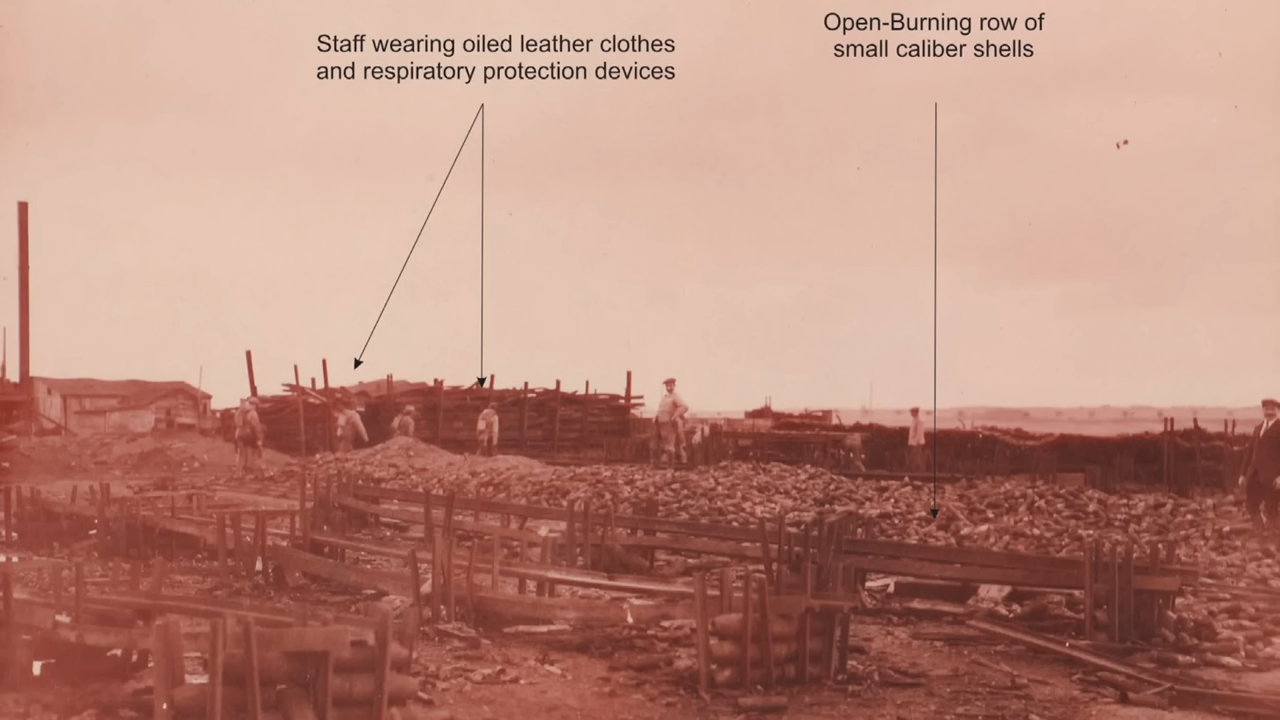 Staff wearing oiled leather clothes
and respiratory protection devices
Open-Burning row of
small caliber shells